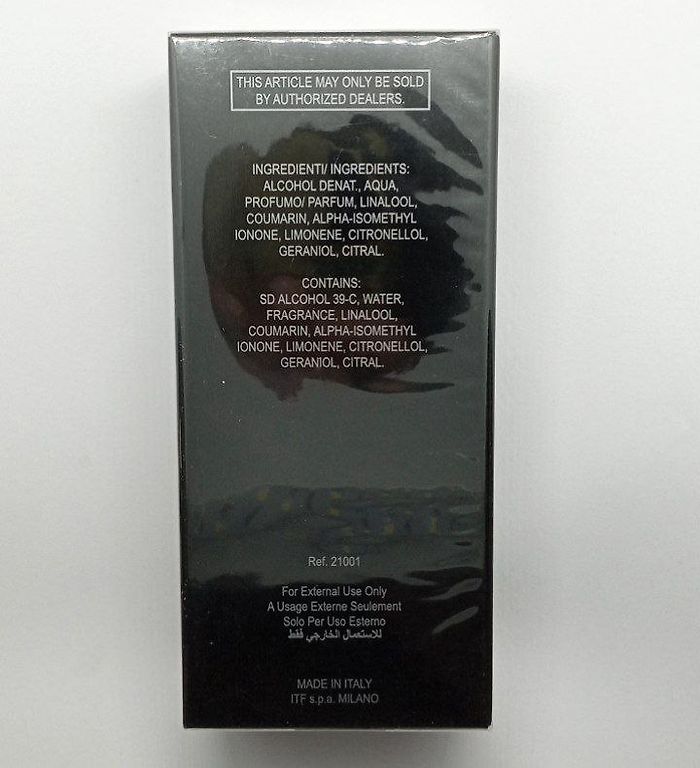 THIS ARTICLE MAY ONLY BE SOLD
BY AUTHORIZED DEALERS.
INGREDIENTI/ INGREDIENTS:
ALCOHOL DENAT., AQUA,
PROFUMO/ PARFUM, LINALOOL,
COUMARIN, ALPHA-ISOMETHYL
IONONE, LIMONENE, CITRONELLOL,
GERANIOL, CITRAL.
CONTAINS:
SD ALCOHOL 39-C, WATER,
FRAGRANCE, LINALOOL,
COUMARIN, ALPHA-ISOMETHYL
IONONE, LIMONENE, CITRONELLOL,
GERANIOL, CITRAL.
Ref. 21001
For External Use Only
A Usage Externe Seulement
Solo Per Uso Esterno
للاستعمال الخارجي فقط
MADE IN ITALY
ITF s.p.a. MILANO